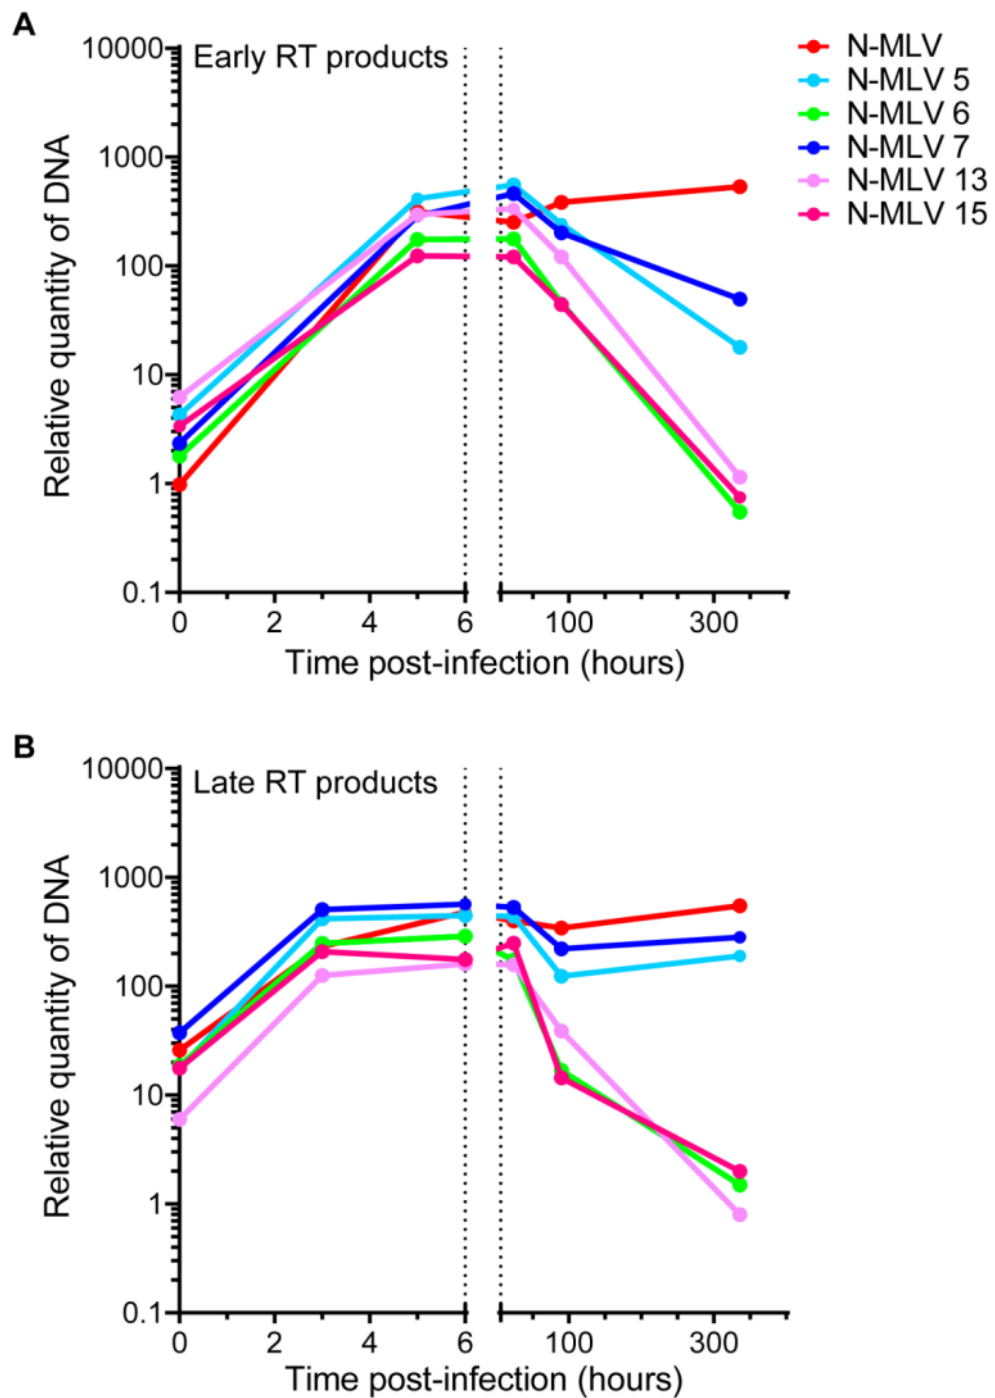 A
Early RT products
10000
1000
100
10
1
0.1
Relative quantity of DNA
0 2 4 6 100 300
Time post-infection (hours)
N-MLV
N-MLV 5
N-MLV 6
N-MLV 7
N-MLV 13
N-MLV 15
B
Late RT products
10000
1000
100
10
1
0.1
Relative quantity of DNA
0 2 4 6 100 300
Time post-infection (hours)